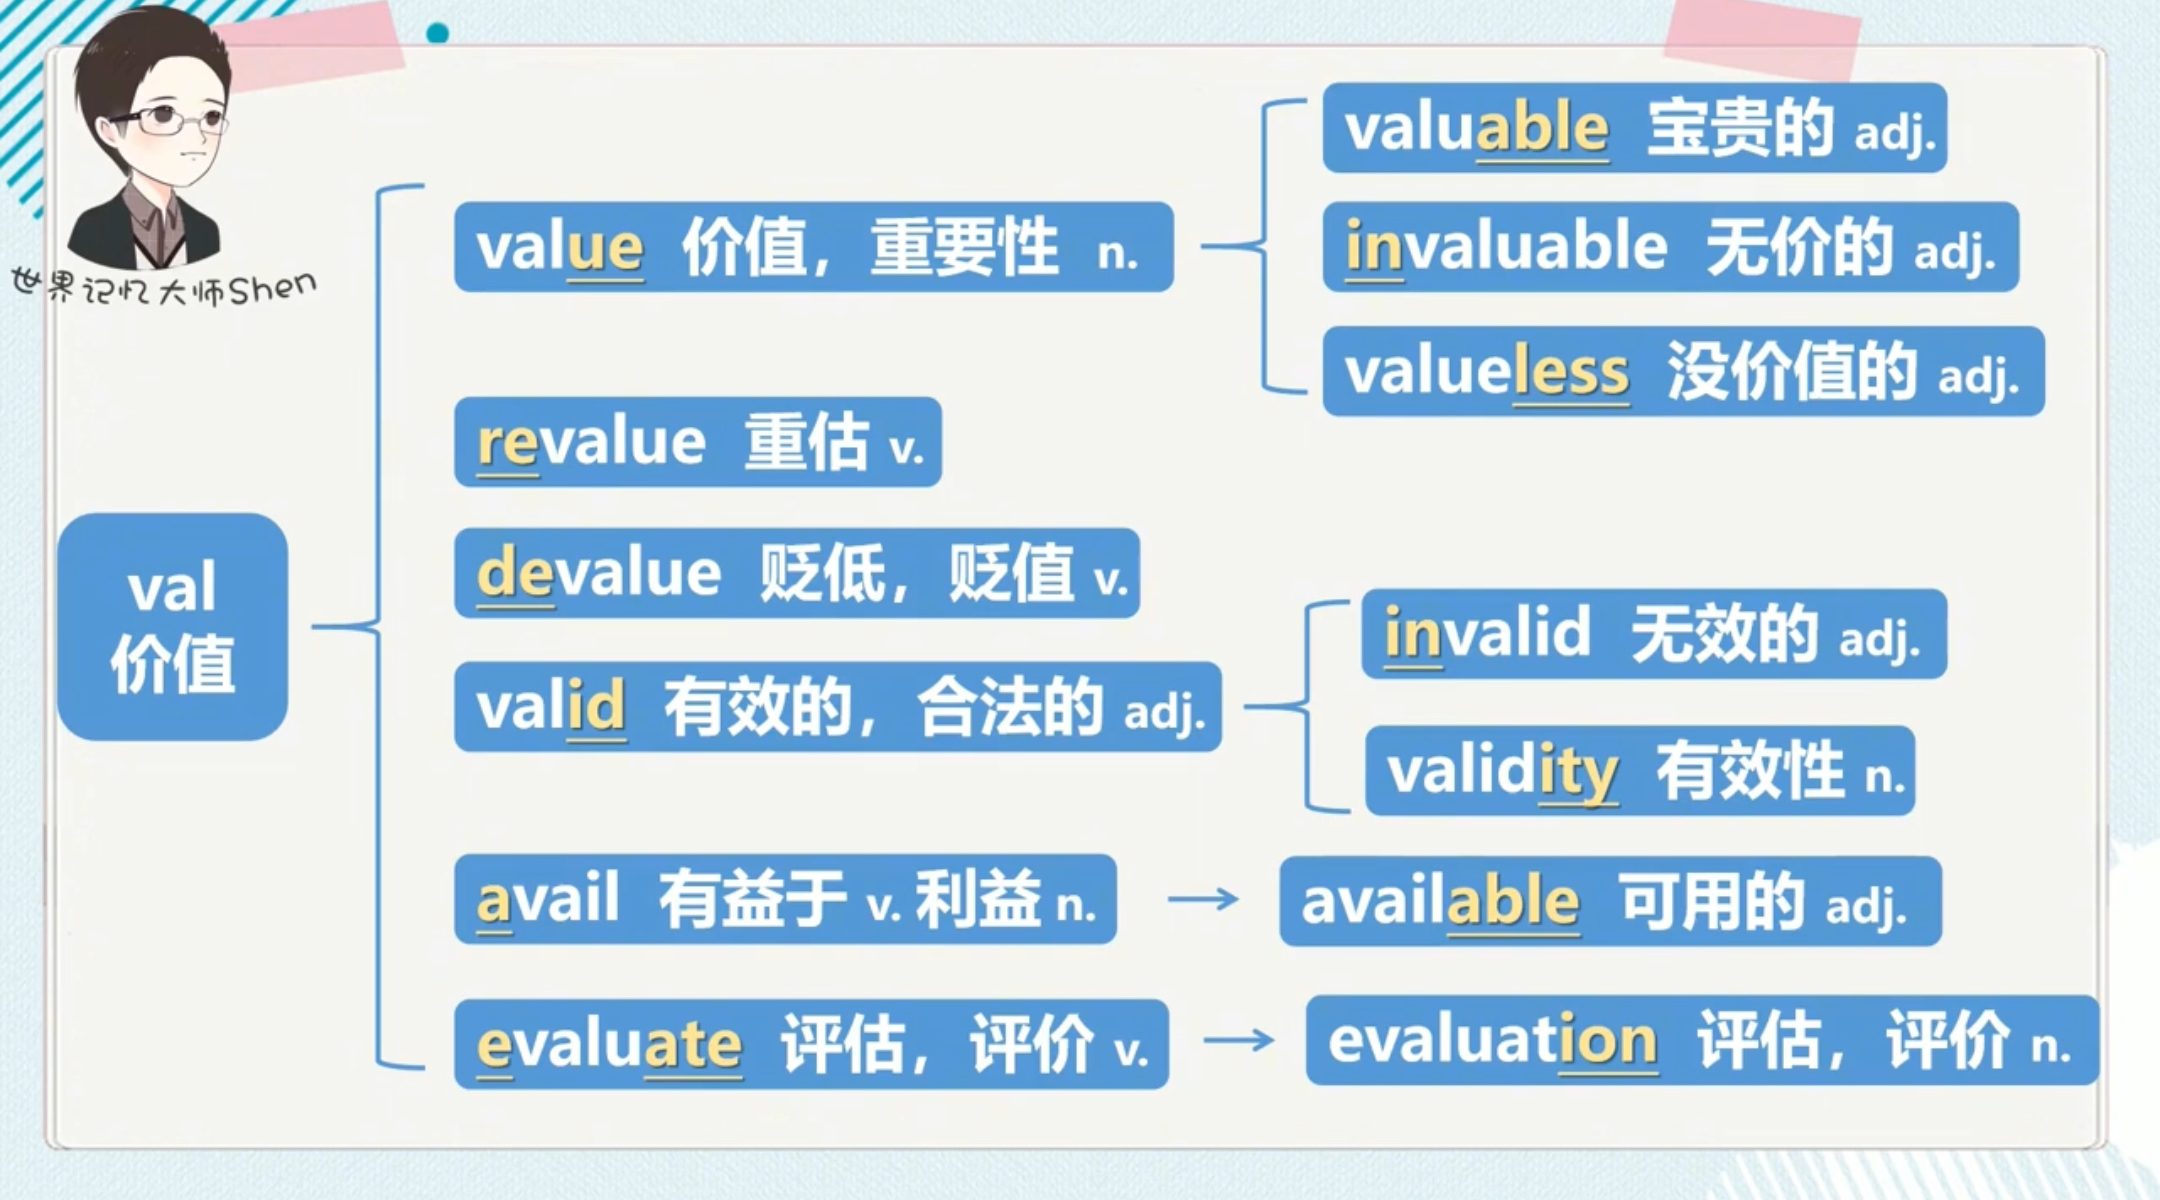 世界记忆大师Shen
val
价值
value 价值，重要性 n.
valuable 宝贵的 adj.
invaluable 无价的 adj.
valueless 没价值的 adj.
revalue 重估 v.
devalue 贬低，贬值 v.
valid 有效的，合法的 adj.
invalid 无效的 adj.
validity 有效性 n.
avail 有益于 v. 利益 n.
available 可用的 adj.
evaluate 评估，评价 v.
evaluation 评估，评价 n.